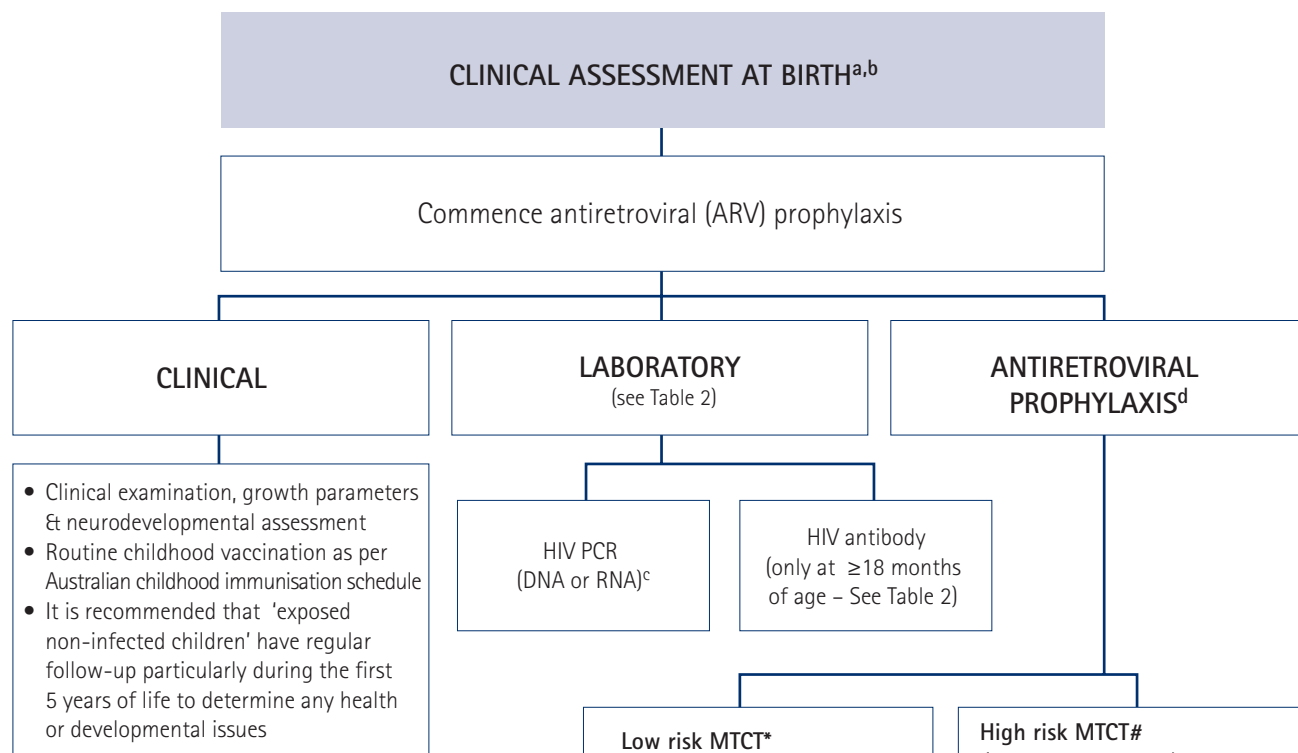 CLINICAL ASSESSMENT AT BIRTHa,b
Commence antiretroviral (ARV) prophylaxis
CLINICAL
LABORATORY
(see Table 2)
ANTIRETROVIRAL
PROPHYLAXISd
• Clinical examination, growth parameters
& neurodevelopmental assessment
• Routine childhood vaccination as per
Australian childhood immunisation schedule
• It is recommended that 'exposed
non-infected children' have regular
follow-up particularly during the first
5 years of life to determine any health
or developmental issues
HIV PCR
(DNA or RNA)c
HIV antibody
(only at ≥18 months
of age – See Table 2)
Low risk MTCT*
High risk MTCT#